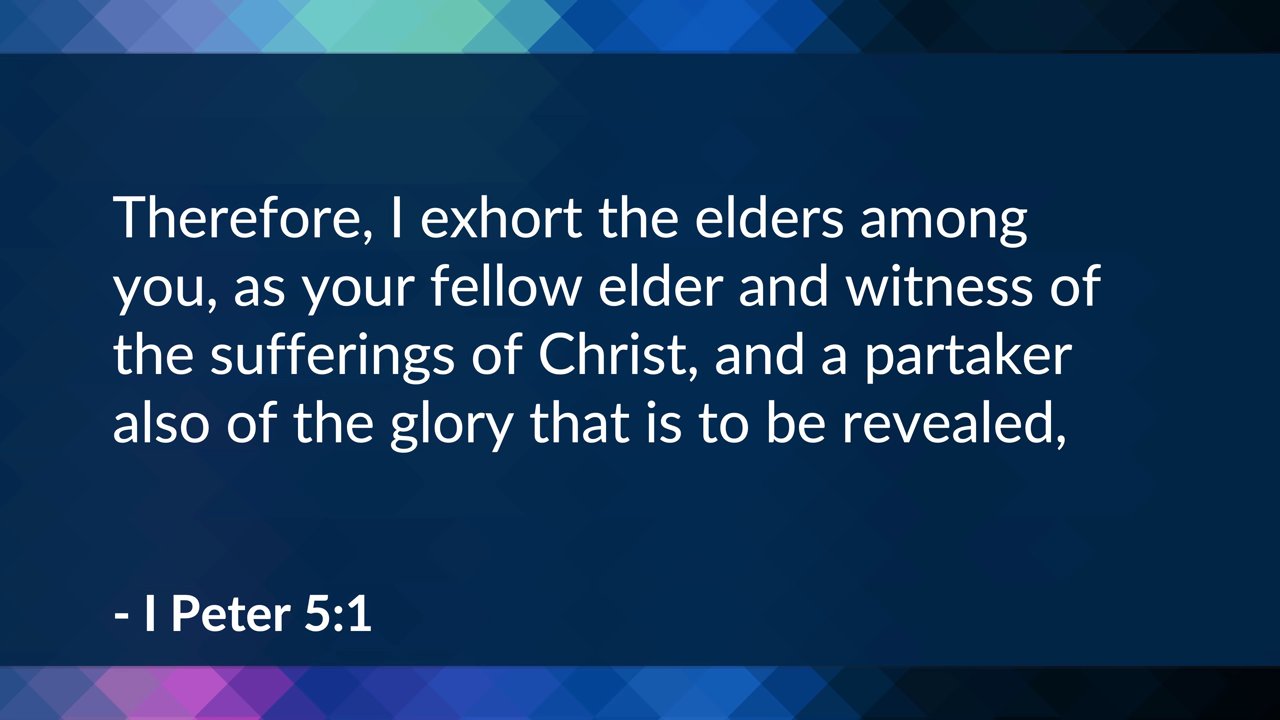 Therefore, I exhort the elders among
you, as your fellow elder and witness of
the sufferings of Christ, and a partaker
also of the glory that is to be revealed,
- I Peter 5:1